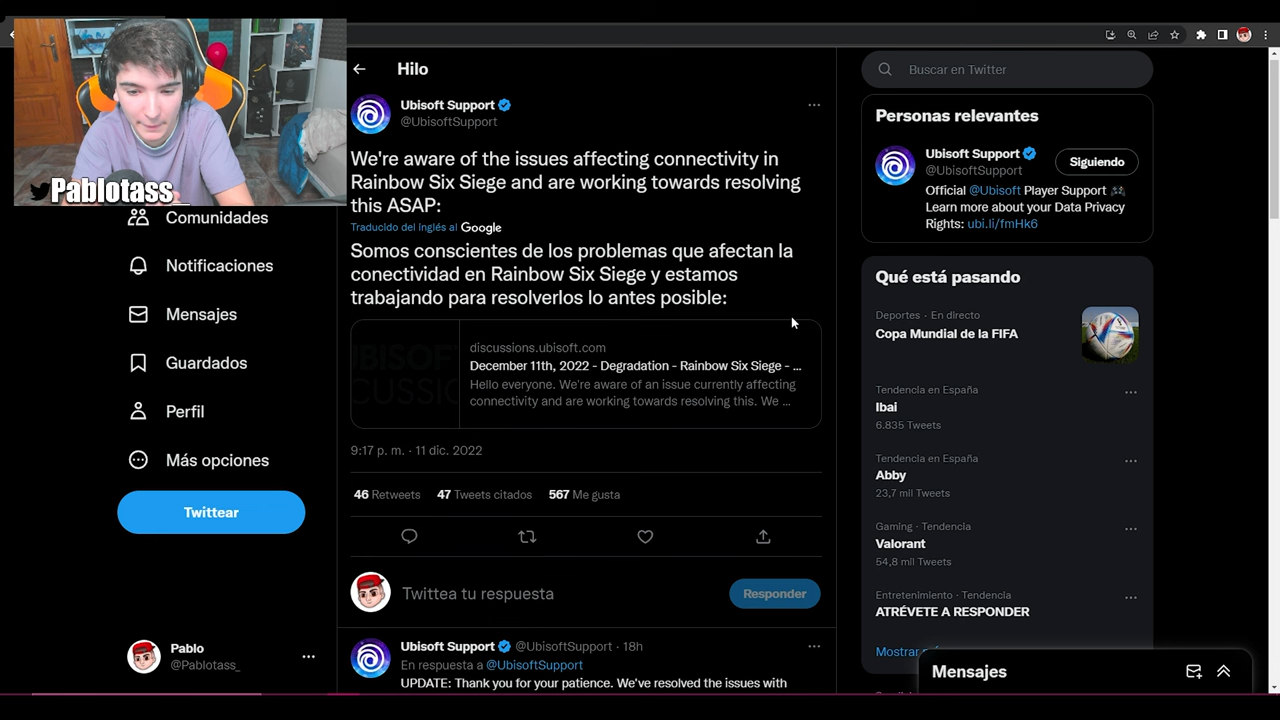 Pablotass_
Comunidades
Notificaciones
Mensajes
Guardados
Perfil
Más opciones
Twittear
Pablo
@Pablotass_
Hilo
Ubisoft Support
@UbisoftSupport
We're aware of the issues affecting connectivity in
Rainbow Six Siege and are working towards resolving
this ASAP:
Traducido del inglés al Google
Somos conscientes de los problemas que afectan la
conectividad en Rainbow Six Siege y estamos
trabajando para resolverlos lo antes posible:
discussions.ubisoft.com
December 11th, 2022 - Degradation - Rainbow Six Siege - ...
Hello everyone. We're aware of an issue currently affecting
connectivity and are working towards resolving this. We ...
9:17 p. m. · 11 dic. 2022
46 Retweets 47 Tweets citados 567 Me gusta
Twittea tu respuesta
Responder
Ubisoft Support @UbisoftSupport · 18h
En respuesta a @UbisoftSupport
UPDATE: Thank you for your patience. We've resolved the issues with
Buscar en Twitter
Personas relevantes
Ubisoft Support
@UbisoftSupport
Siguiendo
Official @Ubisoft Player Support
Learn more about your Data Privacy
Rights: ubi.li/fmHk6
Qué está pasando
Deportes · En directo
Copa Mundial de la FIFA
Tendencia en España
Ibai
6.835 Tweets
Tendencia en España
Abby
23,7 mil Tweets
Gaming · Tendencia
Valorant
54,8 mil Tweets
Entretenimiento · Tendencia
ATRÉVETE A RESPONDER
Mostrar
Mensajes